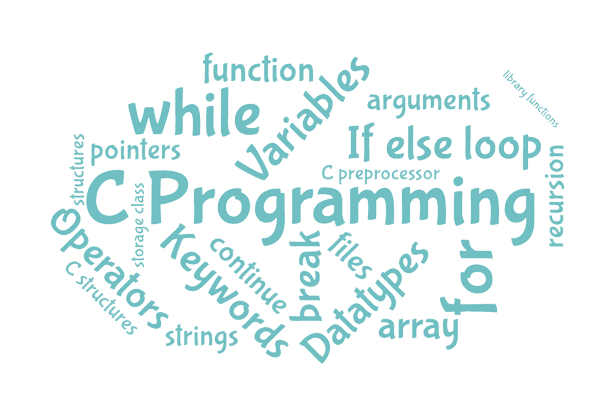 function
Variables
library functions
while
arguments
If else loop
pointers
structures
C preprocessor
recursion
C Programming
storage class
Operators
Keywords
continue
break
files
Datatypes
for
C structures
strings
array